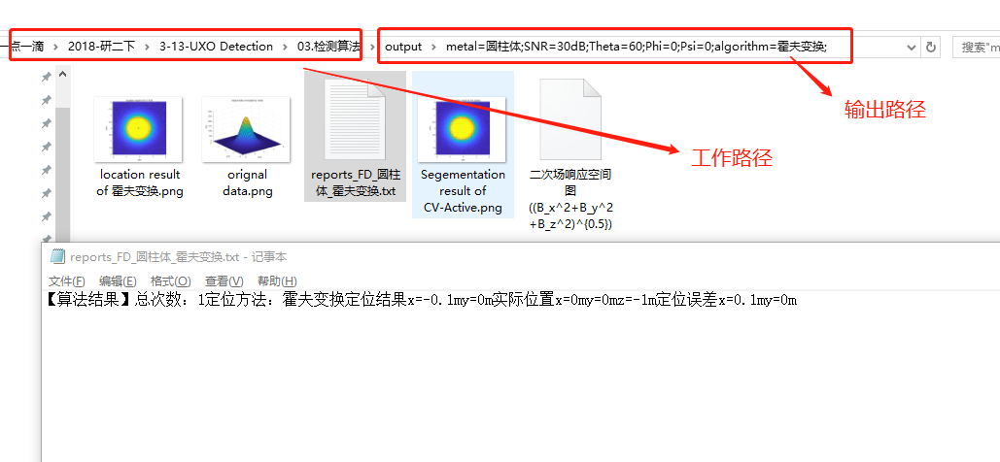 一点一滴 › 2018-研二下 › 3-13-UXO Detection › 03.检测算法 › output › metal=圆柱体;SNR=30dB;Theta=60;Phi=0;Psi=0;algorithm=霍夫变换;
搜索"m
输出路径
工作路径
location result
of 霍夫变换.png
orignal
data.png
reports_FD_圆柱
体_霍夫变换.txt
Segementation
result of
CV-Active.png
二次场响应空间
图
((B_x^2+B_y^2
+B_z^2)^{0.5})
reports_FD_圆柱体_霍夫变换.txt - 记事本
文件(F) 编辑(E) 格式(O) 查看(V) 帮助(H)
【算法结果】总次数：1定位方法：霍夫变换定位结果x=-0.1my=0m实际位置x=0my=0mz=-1m定位误差x=0.1my=0m